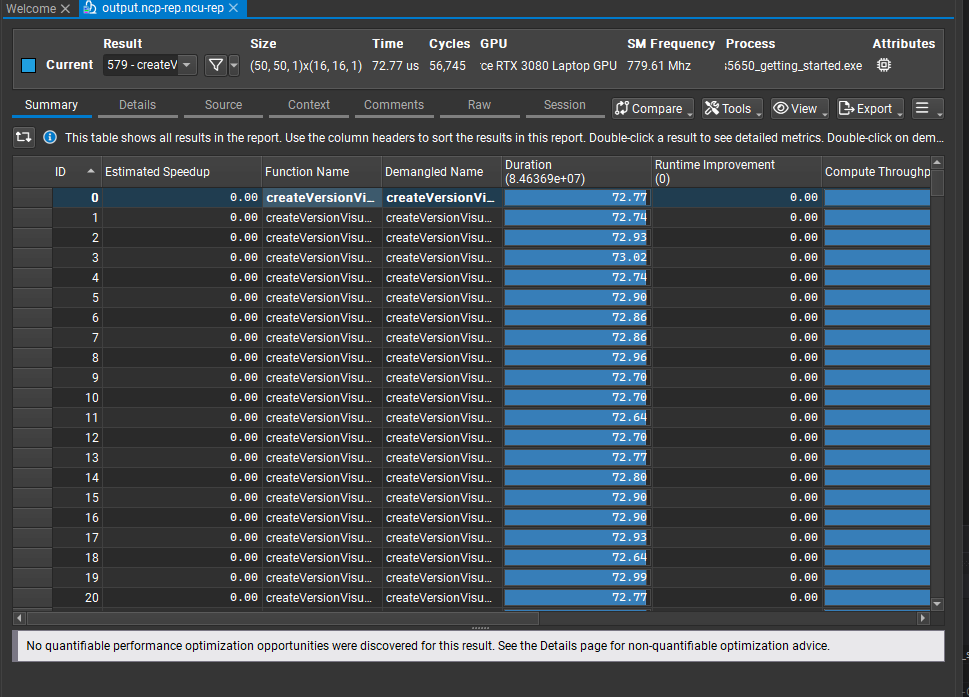 Welcome
output.ncp-rep.ncu-rep
Result Size Time Cycles GPU SM Frequency Process Attributes
Current 579 - createV (50, 50, 1)x(16, 16, 1) 72.77 us 56,745 ce RTX 3080 Laptop GPU 779.61 Mhz s5650_getting_started.exe
Summary Details Source Context Comments Raw Session Compare Tools View Export
This table shows all results in the report. Use the column headers to sort the results in this report. Double-click a result to see detailed metrics. Double-click on dem...
ID Estimated Speedup Function Name Demangled Name Duration Runtime Improvement Compute Throughp
(8.46369e+07) (0)
0 0.00 createVersionVi... createVersionVi... 72.77 0.00
1 0.00 createVersionVisu... createVersionVisu... 72.74 0.00
2 0.00 createVersionVisu... createVersionVisu... 72.93 0.00
3 0.00 createVersionVisu... createVersionVisu... 73.02 0.00
4 0.00 createVersionVisu... createVersionVisu... 72.74 0.00
5 0.00 createVersionVisu... createVersionVisu... 72.90 0.00
6 0.00 createVersionVisu... createVersionVisu... 72.86 0.00
7 0.00 createVersionVisu... createVersionVisu... 72.86 0.00
8 0.00 createVersionVisu... createVersionVisu... 72.96 0.00
9 0.00 createVersionVisu... createVersionVisu... 72.70 0.00
10 0.00 createVersionVisu... createVersionVisu... 72.70 0.00
11 0.00 createVersionVisu... createVersionVisu... 72.64 0.00
12 0.00 createVersionVisu... createVersionVisu... 72.70 0.00
13 0.00 createVersionVisu... createVersionVisu... 72.77 0.00
14 0.00 createVersionVisu... createVersionVisu... 72.80 0.00
15 0.00 createVersionVisu... createVersionVisu... 72.90 0.00
16 0.00 createVersionVisu... createVersionVisu... 72.90 0.00
17 0.00 createVersionVisu... createVersionVisu... 72.93 0.00
18 0.00 createVersionVisu... createVersionVisu... 72.64 0.00
19 0.00 createVersionVisu... createVersionVisu... 72.99 0.00
20 0.00 createVersionVisu... createVersionVisu... 72.77 0.00
No quantifiable performance optimization opportunities were discovered for this result. See the Details page for non-quantifiable optimization advice.